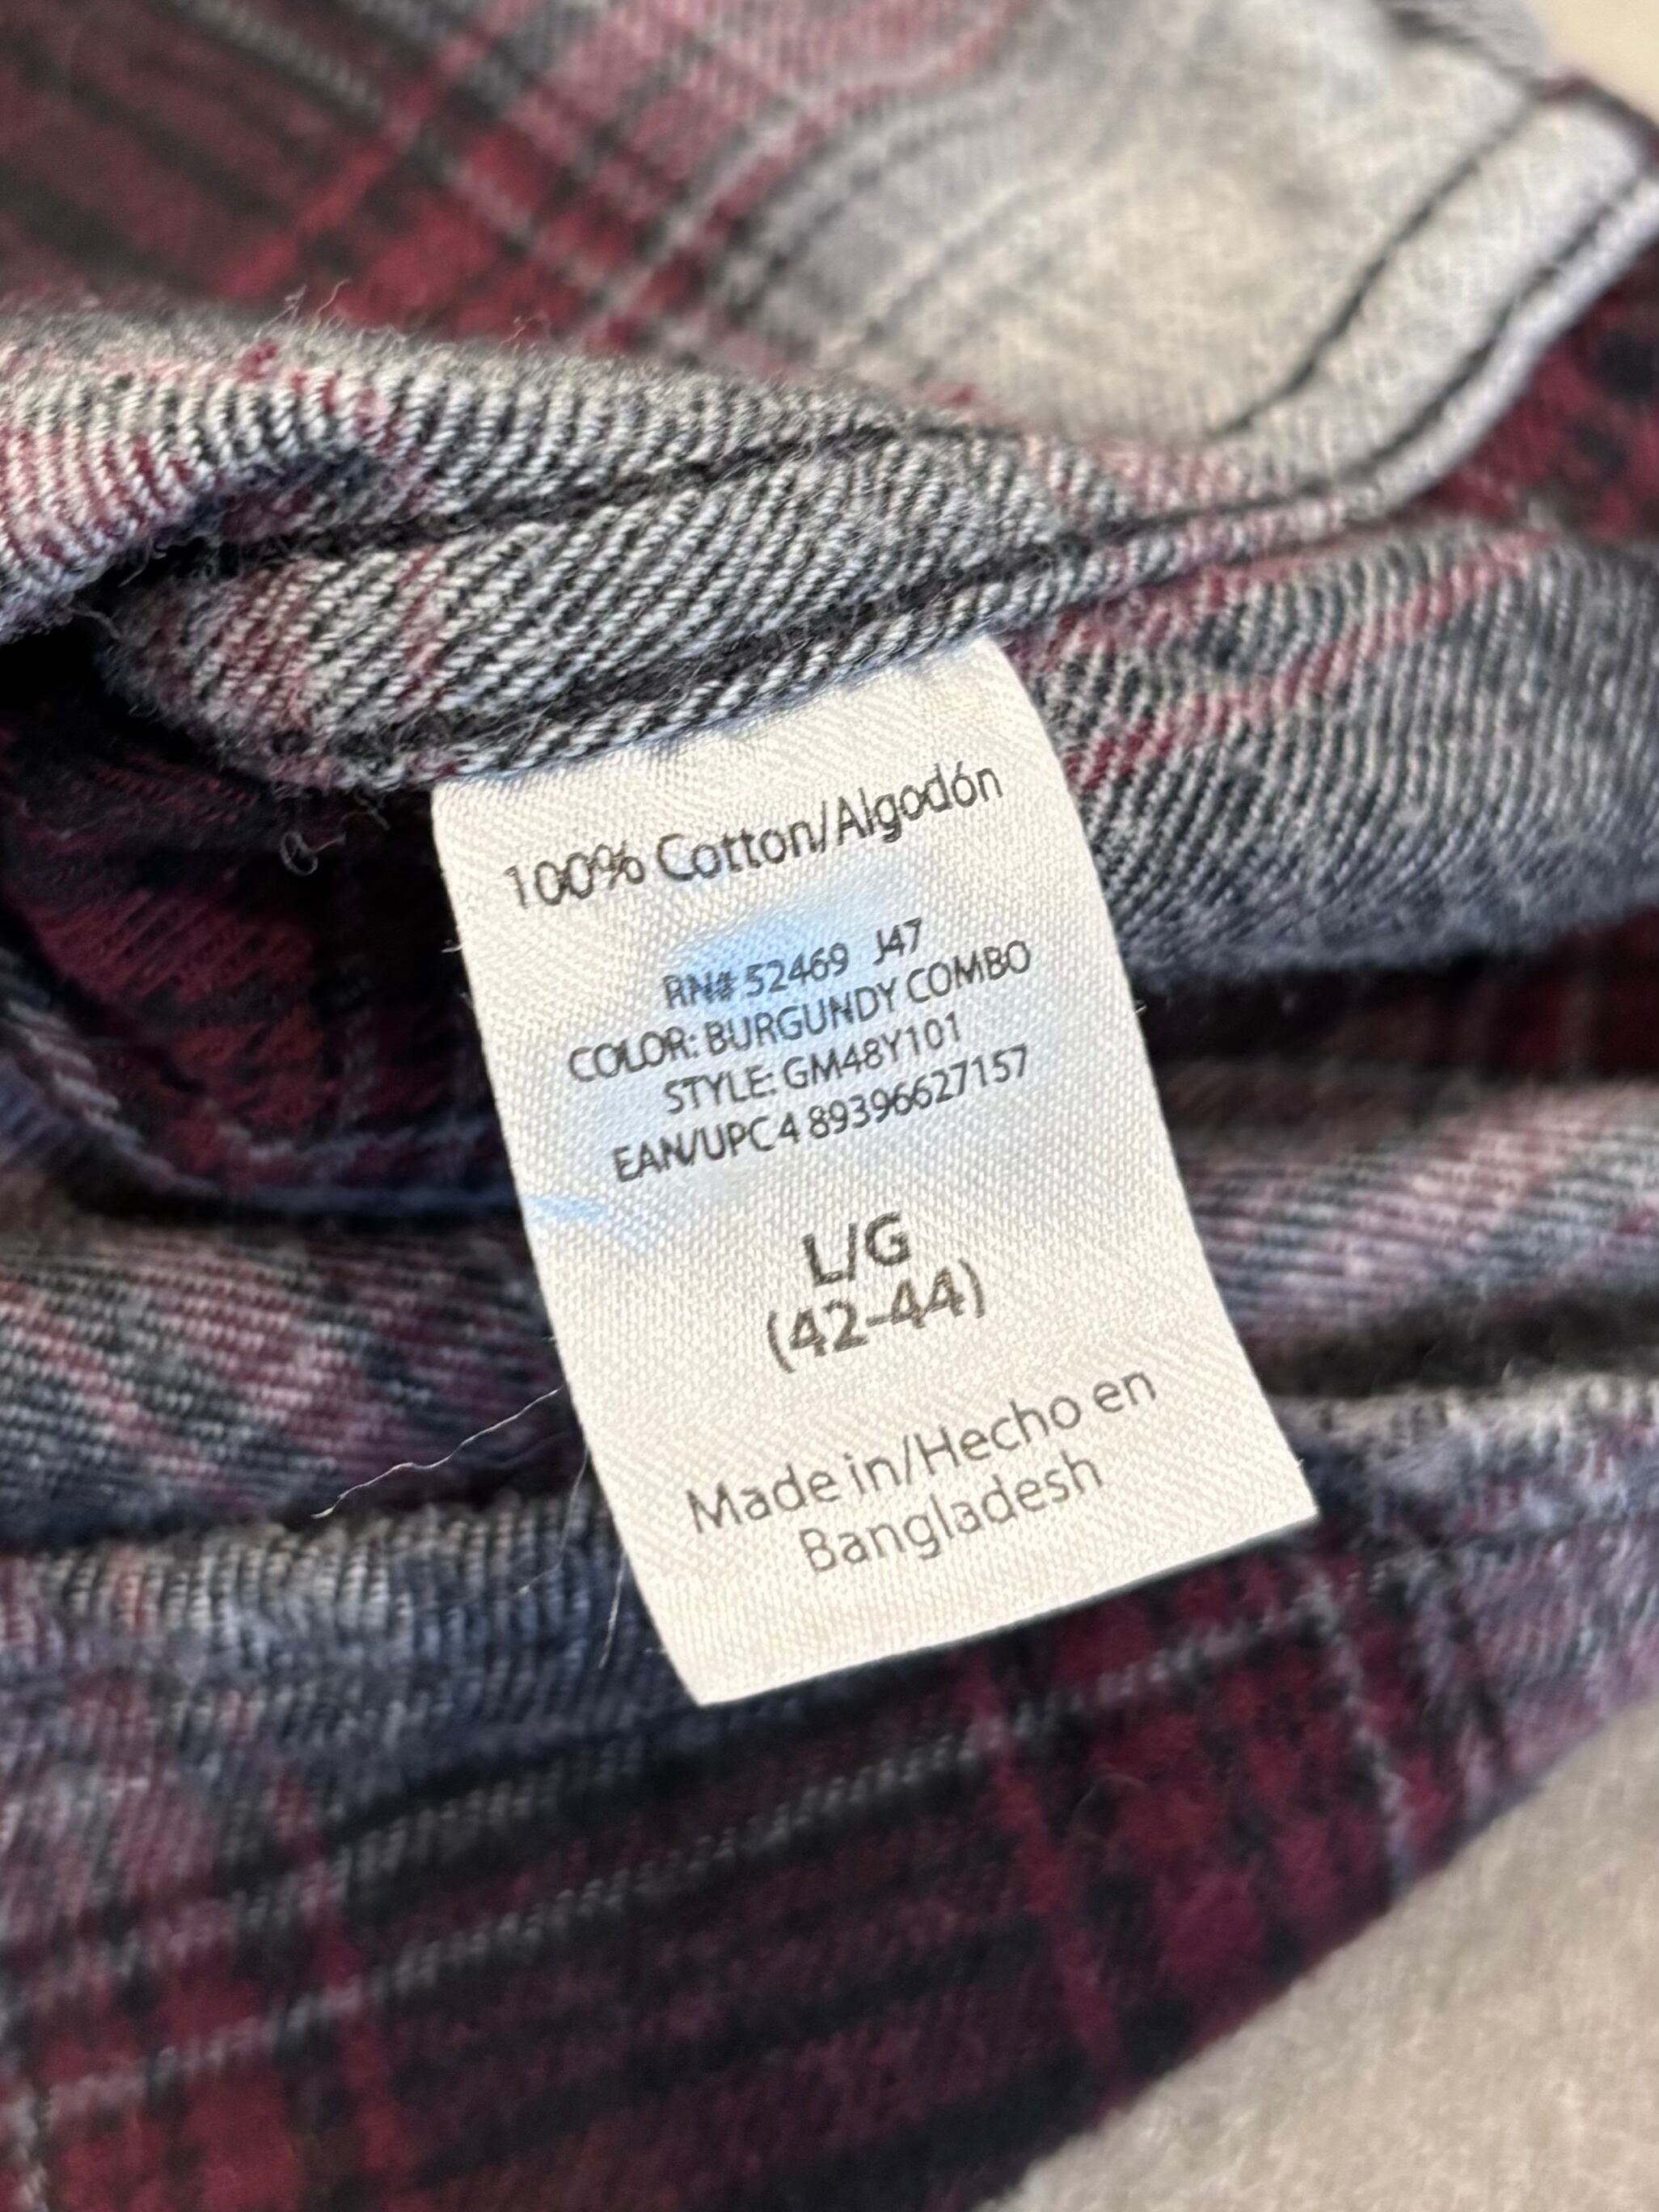 100% Cotton/Algodón
RN# 52469 J47
COLOR: BURGUNDY COMBO
STYLE: GM48Y101
EAN/UPC 4 89396627157
L/G
(42-44)
Made in/Hecho en
Bangladesh